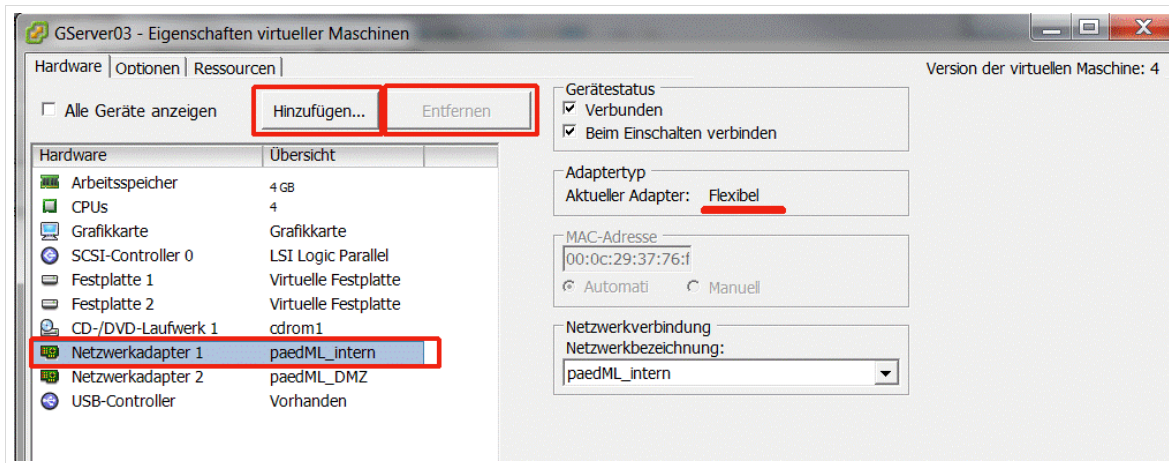 GServer03 - Eigenschaften virtueller Maschinen
Hardware Optionen Ressourcen
Version der virtuellen Maschine: 4
Alle Geräte anzeigen
Hinzufügen...
Entfernen
Hardware Übersicht
Arbeitsspeicher 4 GB
CPUs 4
Grafikkarte Grafikkarte
SCSI-Controller 0 LSI Logic Parallel
Festplatte 1 Virtuelle Festplatte
Festplatte 2 Virtuelle Festplatte
CD-/DVD-Laufwerk 1 cdrom1
Netzwerkadapter 1 paedML_intern
Netzwerkadapter 2 paedML_DMZ
USB-Controller Vorhanden
Gerätestatus
Verbunden
Beim Einschalten verbinden
Adaptertyp
Aktueller Adapter: Flexibel
MAC-Adresse
00:0c:29:37:76:f
Automati Manuell
Netzwerkverbindung
Netzwerkbezeichnung:
paedML_intern